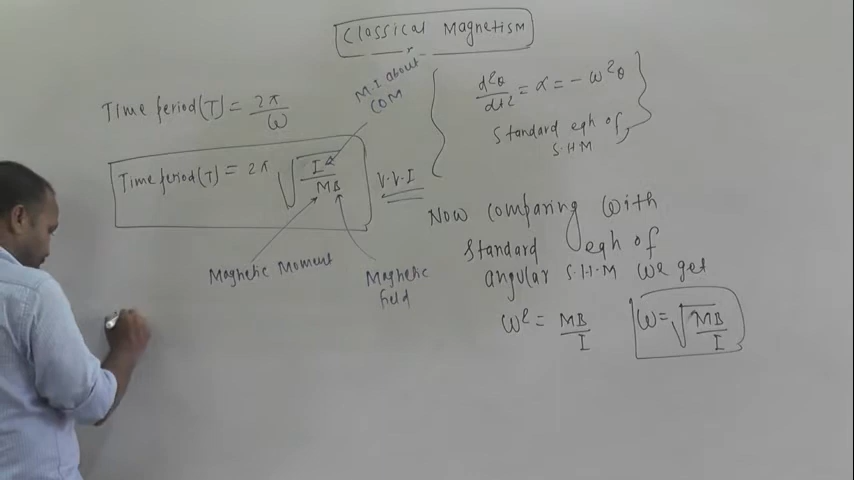 Classical Magnetism
Time period(T) = 2π/ω
M.I about
COM
Time period(T) = 2π √(I/MB)
V.V.I
Magnetic Moment
Magnetic
field
d²θ/dt² = α = - ω²θ
Standard eqn of
S.H.M
Now comparing with
Standard eqn of
angular S.H.M we get
ω² = MB/I
ω = √(MB/I)